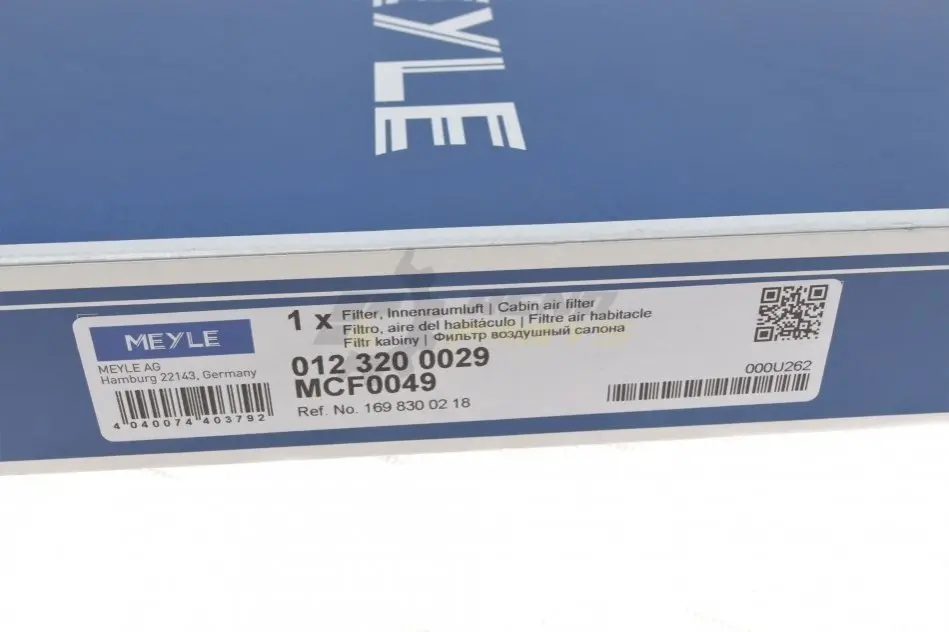 MEYLE
MEYLE
MEYLE AG
Hamburg 22143, Germany
4 040074 403792
1 x
Filter, Innenraumluft | Cabin air filter
Filtro, aire del habitáculo | Filtre air habitacle
Filtr kabiny | Фильтр воздушный салона
012 320 0029
MCF0049
Ref. No. 169 830 02 18
000U262